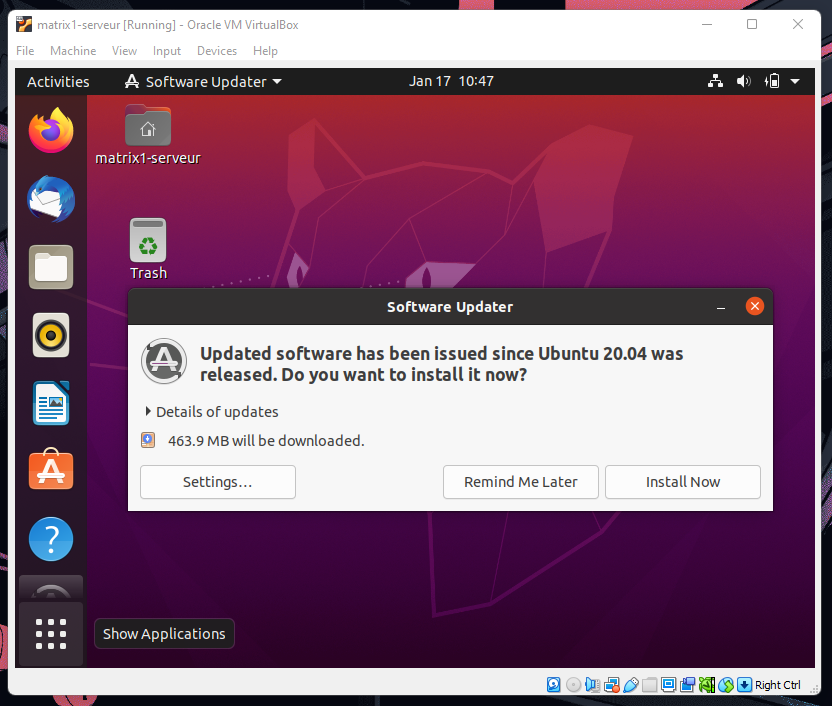 matrix1-serveur [Running] - Oracle VM VirtualBox
File Machine View Input Devices Help
Activities Software Updater Jan 17 10:47
matrix1-serveur
Trash
Software Updater
Updated software has been issued since Ubuntu 20.04 was
released. Do you want to install it now?
Details of updates
463.9 MB will be downloaded.
Settings… Remind Me Later Install Now
Show Applications
Right Ctrl